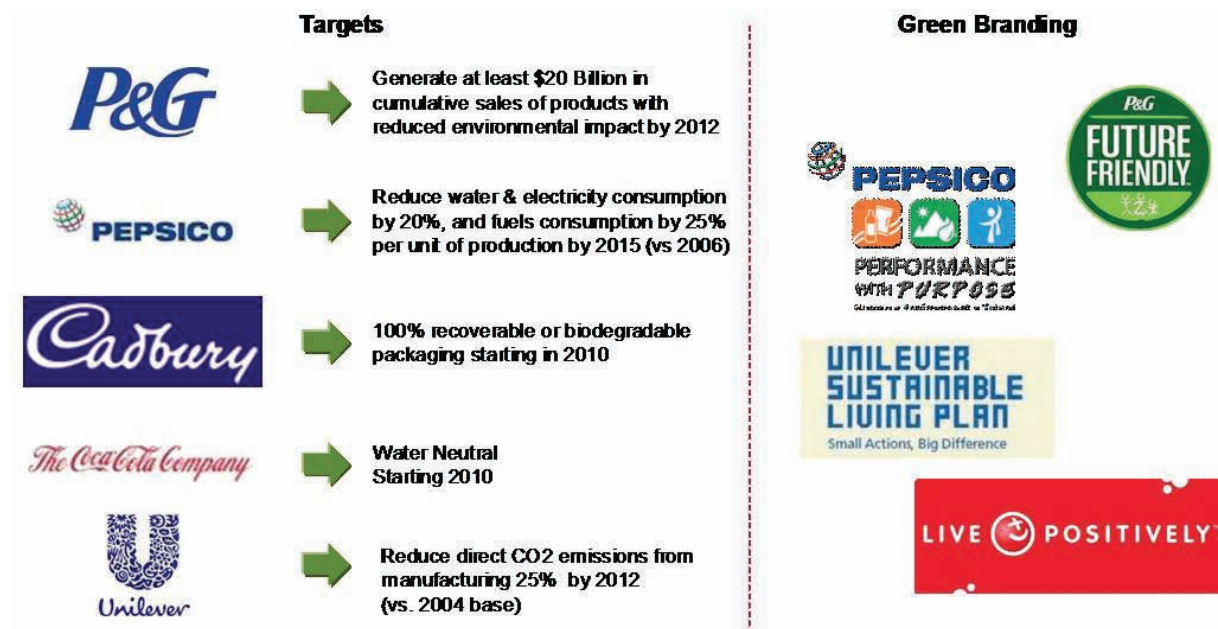 Targets
P&G
Generate at least $20 Billion in
cumulative sales of products with
reduced environmental impact by 2012
PEPSICO
Reduce water & electricity consumption
by 20%, and fuels consumption by 25%
per unit of production by 2015 (vs 2006)
Cadbury
100% recoverable or biodegradable
packaging starting in 2010
The Coca-Cola Company
Water Neutral
Starting 2010
Unilever
Reduce direct CO2 emissions from
manufacturing 25% by 2012
(vs. 2004 base)
Green Branding
P&G
FUTURE
FRIENDLY
PEPSICO
PERFORMANCE
WITH PURPOSE
UNILEVER
SUSTAINABLE
LIVING PLAN
Small Actions, Big Difference
LIVE POSITIVELY™